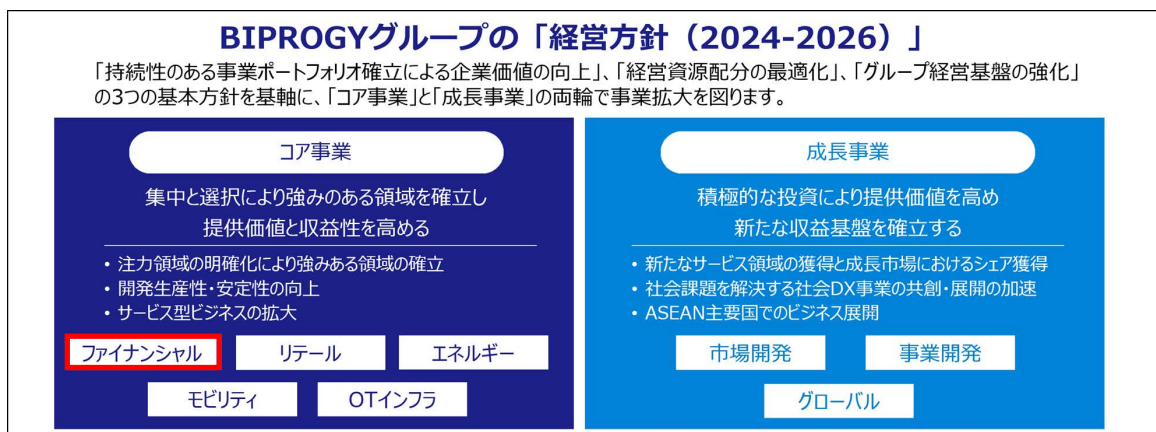 BIPROGYグループの「経営方針（2024-2026）」
「持続性のある事業ポートフォリオ確立による企業価値の向上」、「経営資源配分の最適化」、「グループ経営基盤の強化」
の3つの基本方針を基軸に、「コア事業」と「成長事業」の両輪で事業拡大を図ります。
コア事業
集中と選択により強みのある領域を確立し
提供価値と収益性を高める
• 注力領域の明確化により強みある領域の確立
• 開発生産性・安定性の向上
• サービス型ビジネスの拡大
ファイナンシャル
リテール
エネルギー
モビリティ
OTインフラ
成長事業
積極的な投資により提供価値を高め
新たな収益基盤を確立する
• 新たなサービス領域の獲得と成長市場におけるシェア獲得
• 社会課題を解決する社会DX事業の共創・展開の加速
• ASEAN主要国でのビジネス展開
市場開発
事業開発
グローバル